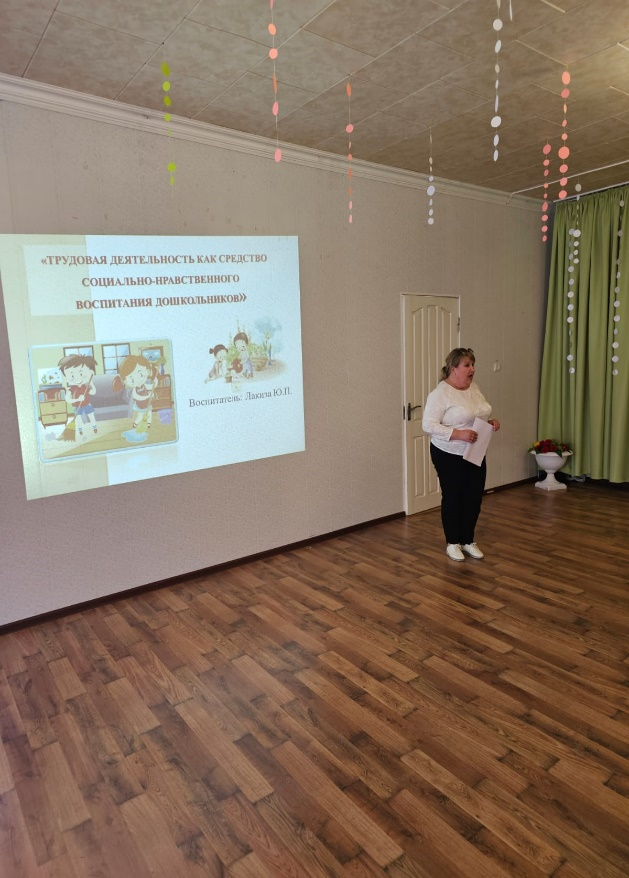 «ТРУДОВАЯ ДЕЯТЕЛЬНОСТЬ КАК СРЕДСТВО
СОЦИАЛЬНО-НРАВСТВЕННОГО
ВОСПИТАНИЯ ДОШКОЛЬНИКОВ»
Воспитатель: Лакиза Ю.П.